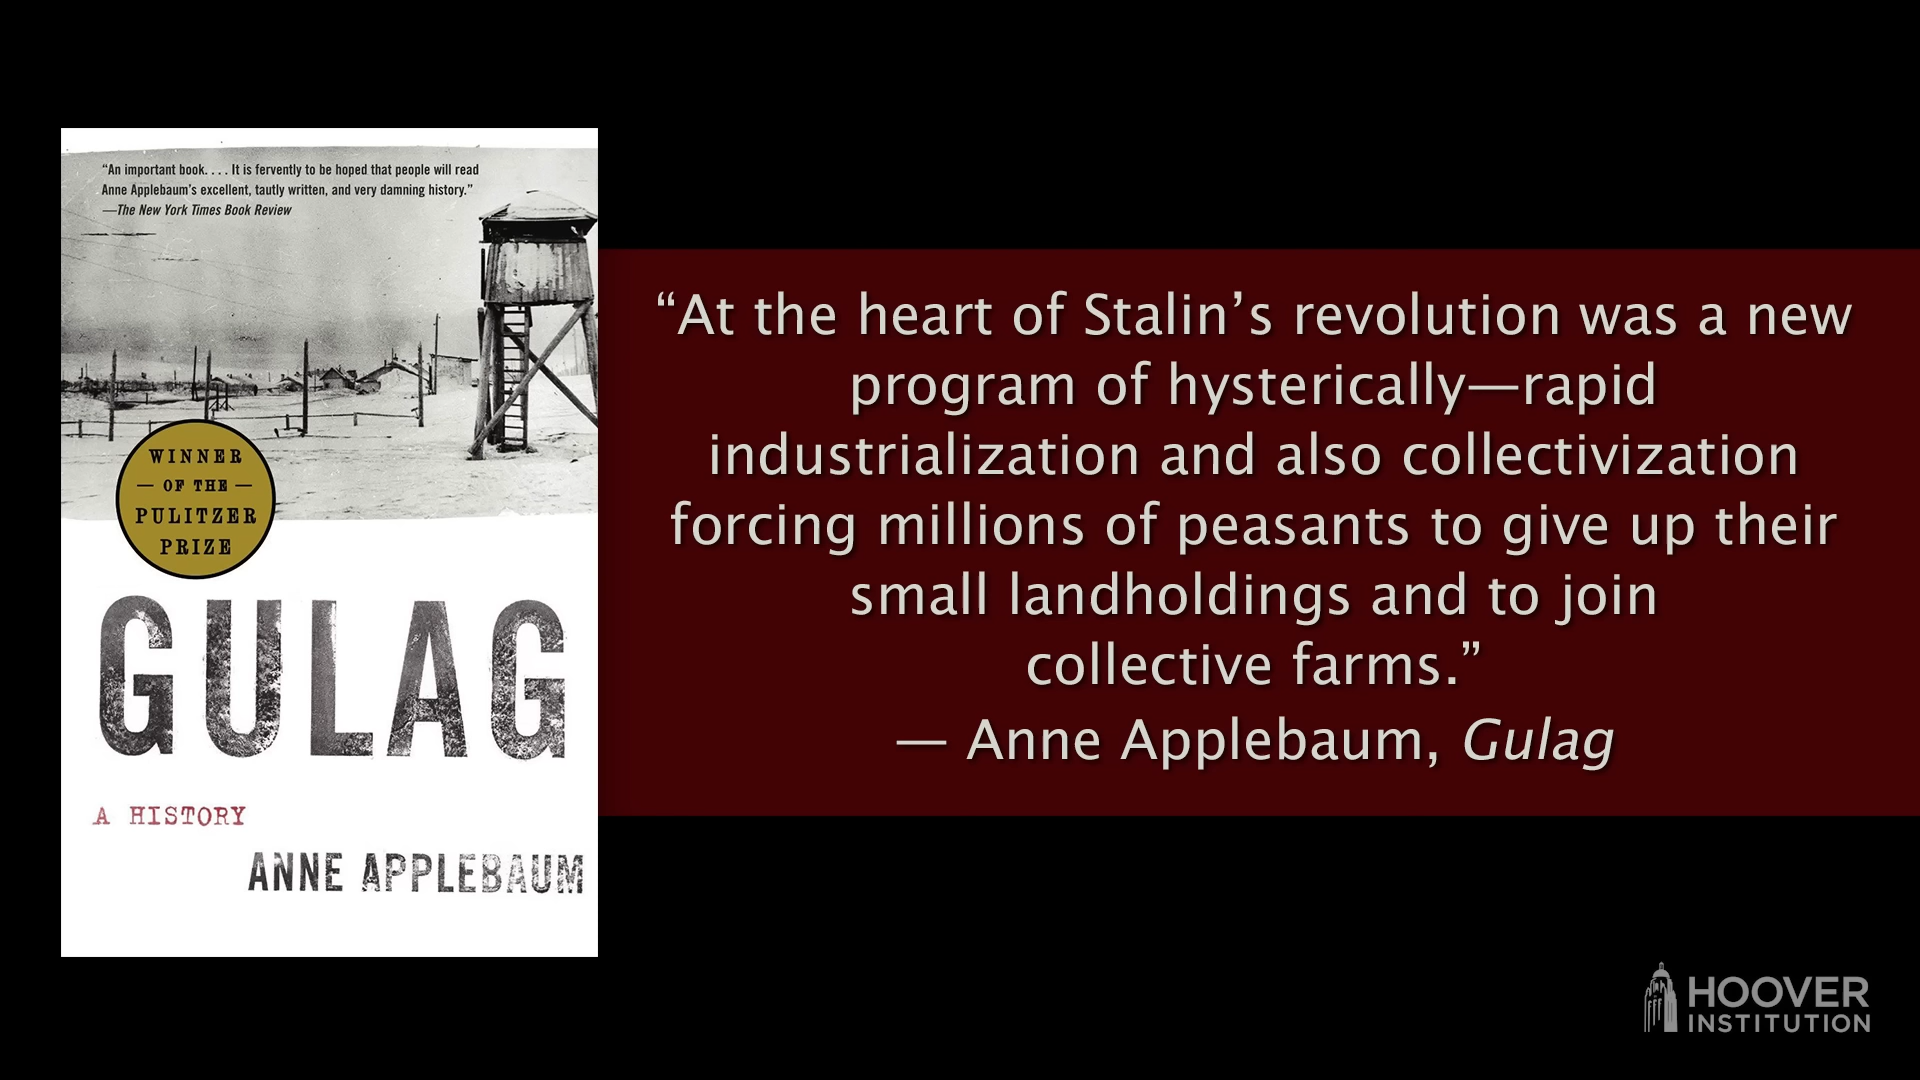 “An important book. . . . It is fervently to be hoped that people will read
Anne Applebaum’s excellent, tautly written, and very damning history.”
—The New York Times Book Review
WINNER
— OF THE —
PULITZER
PRIZE
GULAG
A HISTORY
ANNE APPLEBAUM
“At the heart of Stalin’s revolution was a new
program of hysterically—rapid
industrialization and also collectivization
forcing millions of peasants to give up their
small landholdings and to join
collective farms.”
— Anne Applebaum, Gulag
HOOVER
INSTITUTION